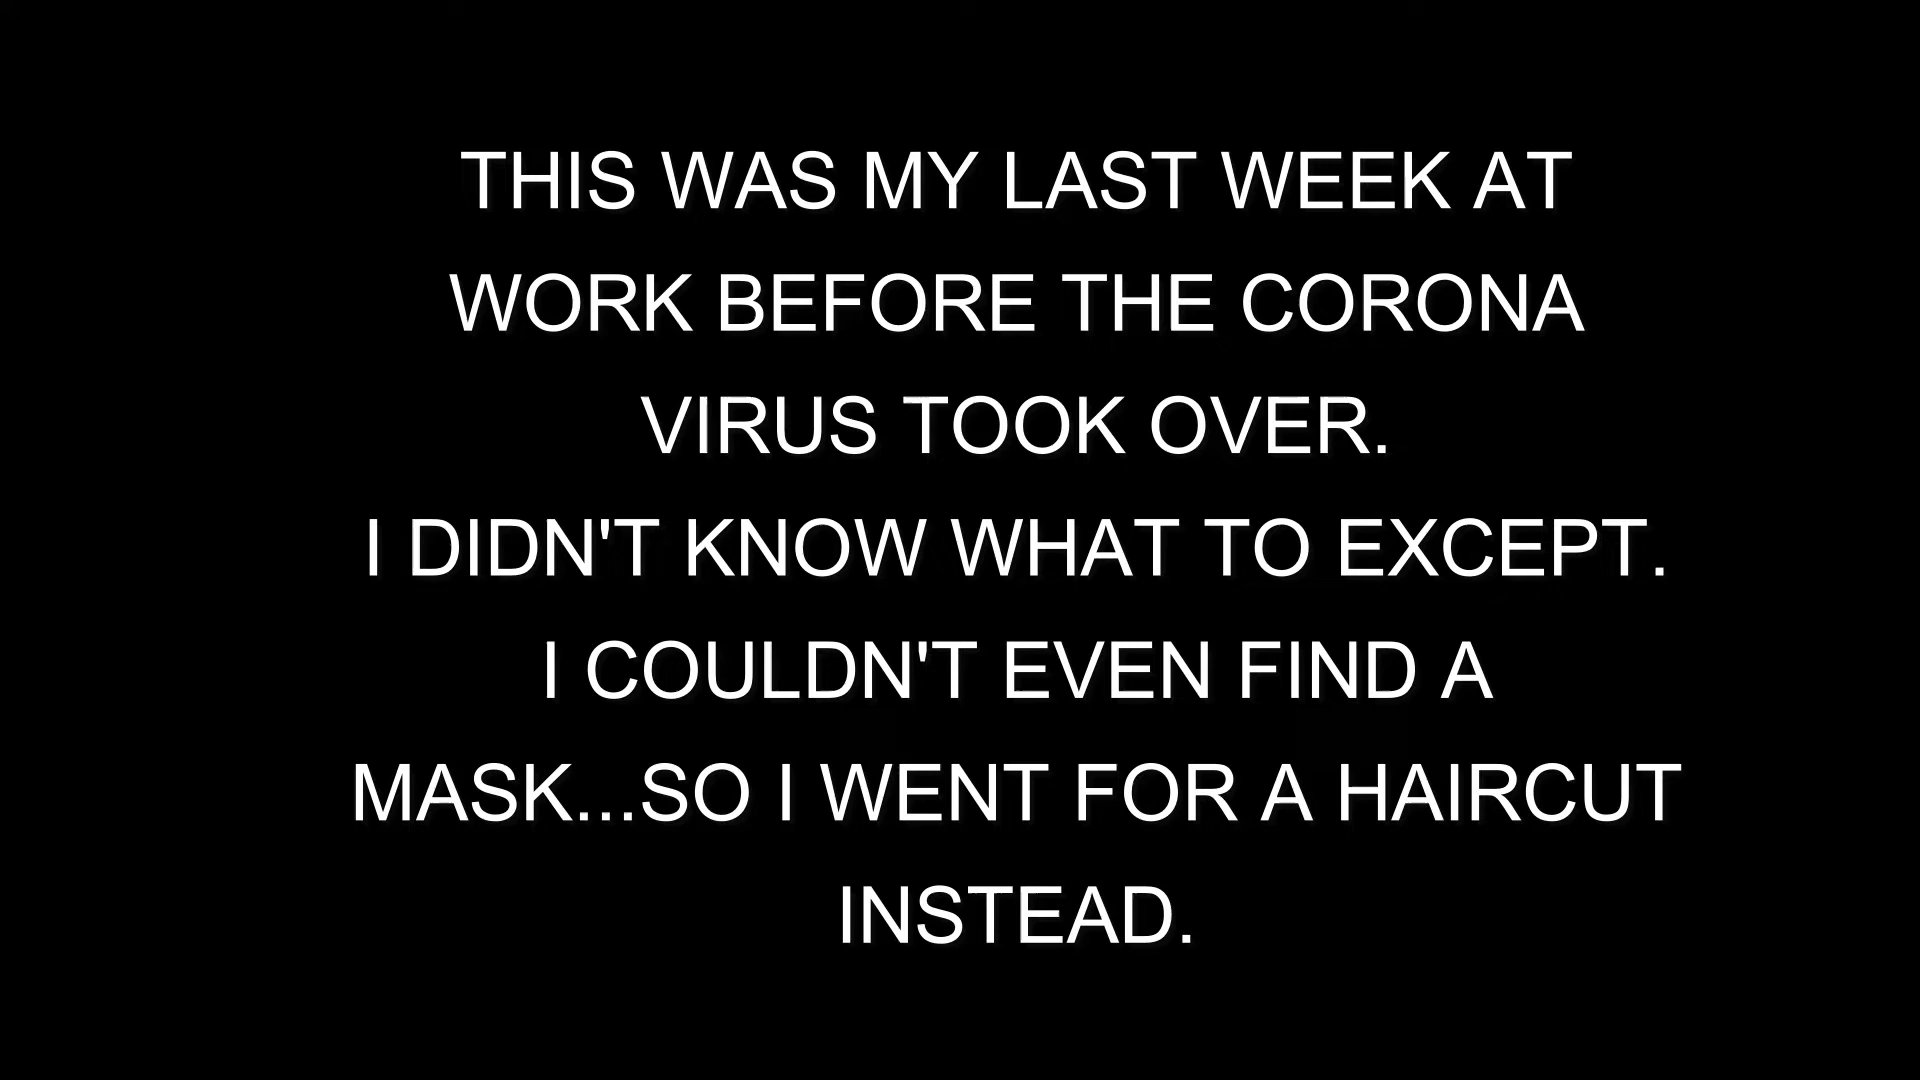 THIS WAS MY LAST WEEK AT
WORK BEFORE THE CORONA
VIRUS TOOK OVER.
I DIDN'T KNOW WHAT TO EXCEPT.
I COULDN'T EVEN FIND A
MASK...SO I WENT FOR A HAIRCUT
INSTEAD.